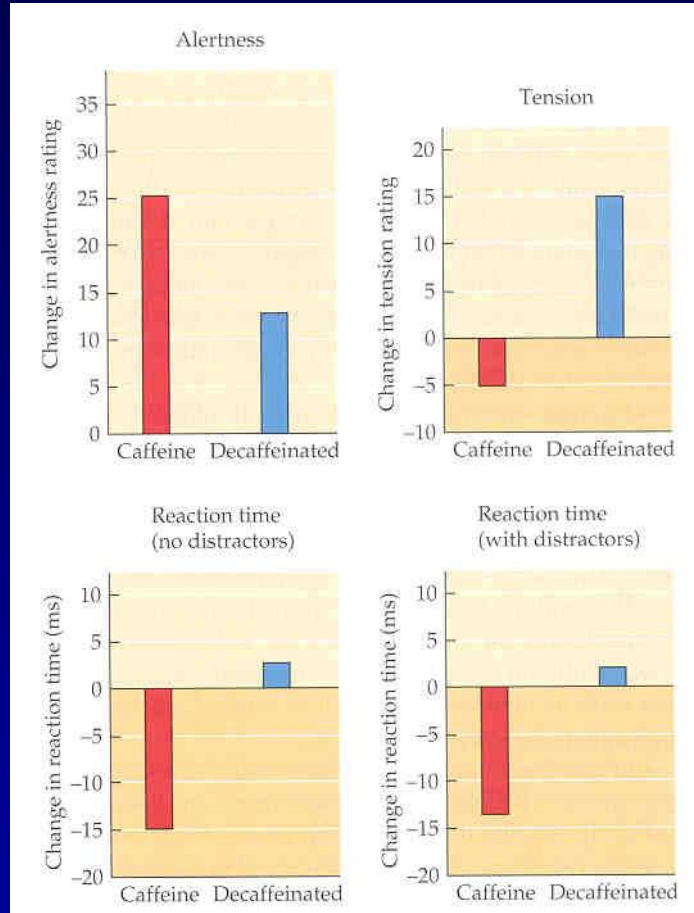 Alertness
Change in alertness rating
35
30
25
20
15
10
5
0
Caffeine Decaffeinated
Tension
Change in tension rating
20
15
10
5
0
–5
–10
Caffeine Decaffeinated
Reaction time
(no distractors)
Change in reaction time (ms)
10
5
0
–5
–10
–15
–20
Caffeine Decaffeinated
Reaction time
(with distractors)
Change in reaction time (ms)
10
5
0
–5
–10
–15
–20
Caffeine Decaffeinated